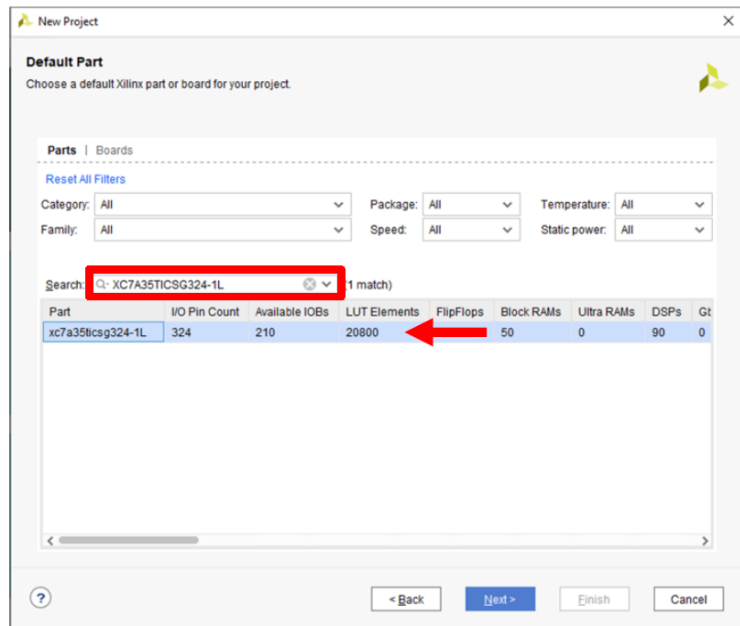 New Project
Default Part
Choose a default Xilinx part or board for your project.
Parts | Boards
Reset All Filters
Category: All Package: All Temperature: All
Family: All Speed: All Static power: All
Search: XC7A35TICSG324-1L (1 match)
Part I/O Pin Count Available IOBs LUT Elements FlipFlops Block RAMs Ultra RAMs DSPs Gt
xc7a35ticsg324-1L 324 210 20800 50 0 90 0
? < Back Next > Finish Cancel